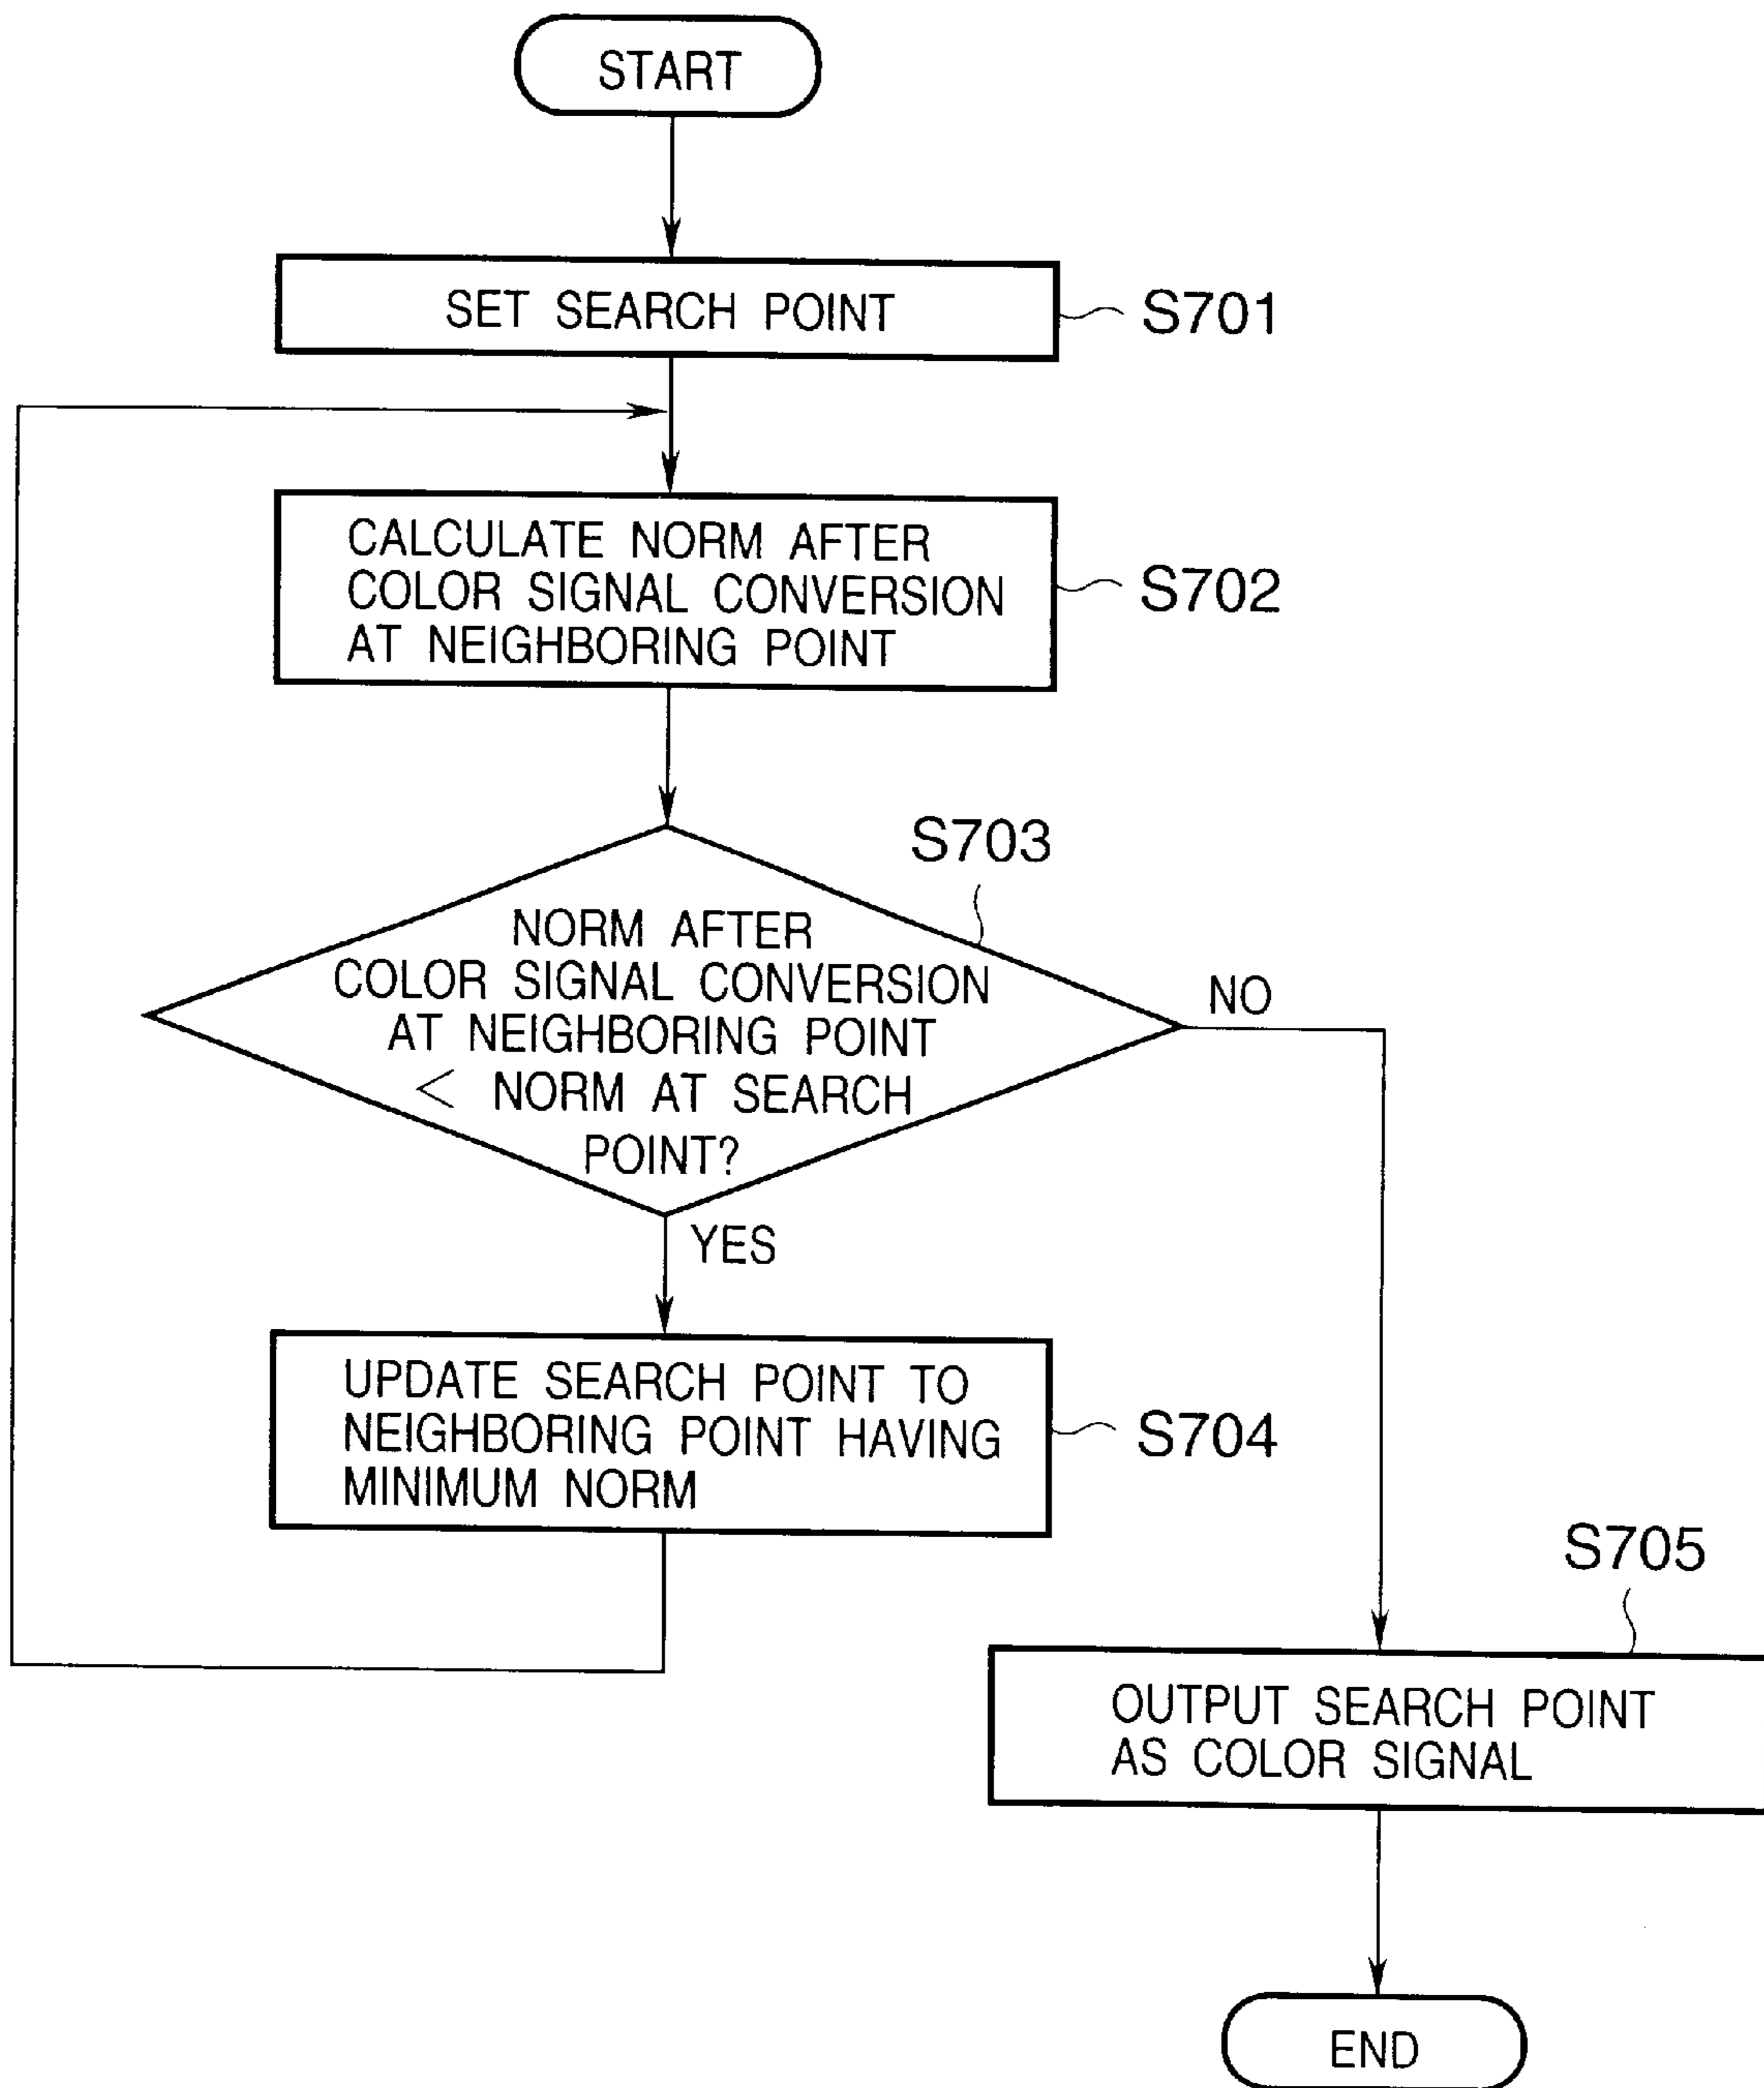 START
SET SEARCH POINT
S701
CALCULATE NORM AFTER
COLOR SIGNAL CONVERSION
AT NEIGHBORING POINT
S702
S703
NORM AFTER
COLOR SIGNAL CONVERSION
AT NEIGHBORING POINT
< NORM AT SEARCH
POINT?
NO
YES
UPDATE SEARCH POINT TO
NEIGHBORING POINT HAVING
MINIMUM NORM
S704
S705
OUTPUT SEARCH POINT
AS COLOR SIGNAL
END